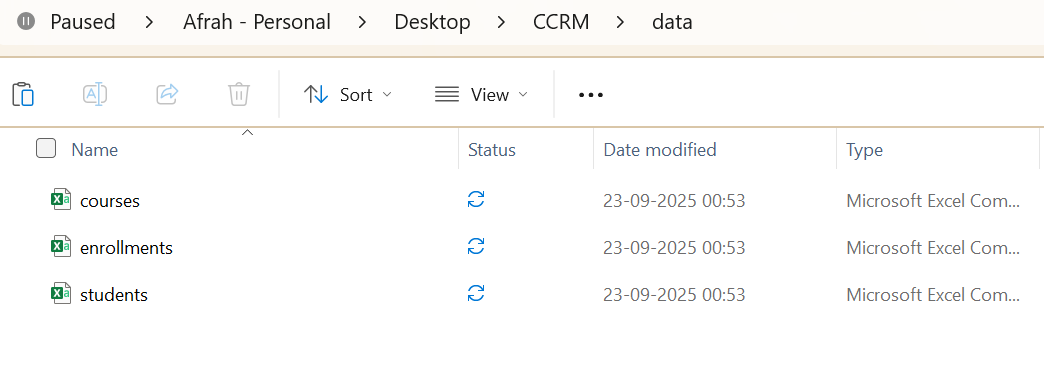 Paused > Afrah - Personal > Desktop > CCRM > data
Sort View •••
Name Status Date modified Type
courses 23-09-2025 00:53 Microsoft Excel Com...
enrollments 23-09-2025 00:53 Microsoft Excel Com...
students 23-09-2025 00:53 Microsoft Excel Com...